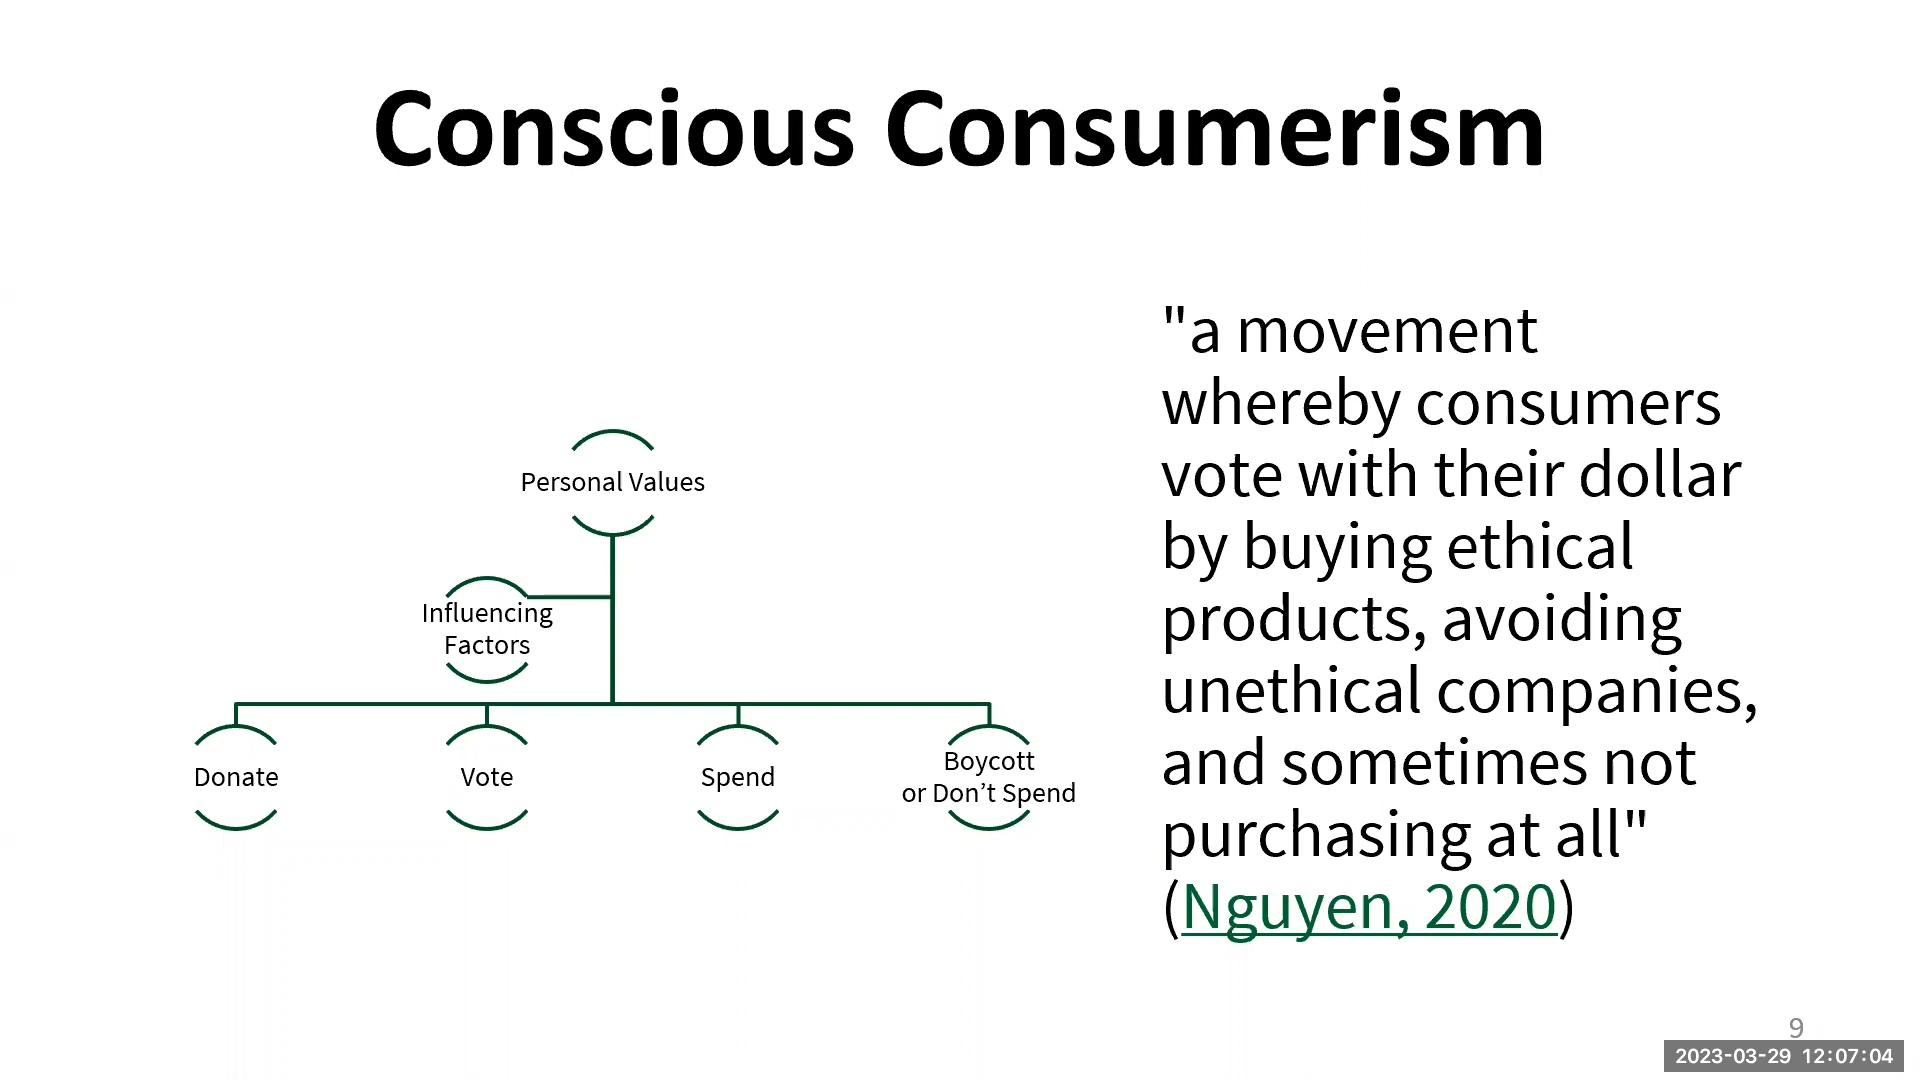 Conscious Consumerism
Personal Values
Influencing
Factors
Donate
Vote
Spend
Boycott
or Don’t Spend
"a movement
whereby consumers
vote with their dollar
by buying ethical
products, avoiding
unethical companies,
and sometimes not
purchasing at all"
(Nguyen, 2020)
9
2023-03-29 12:07:04